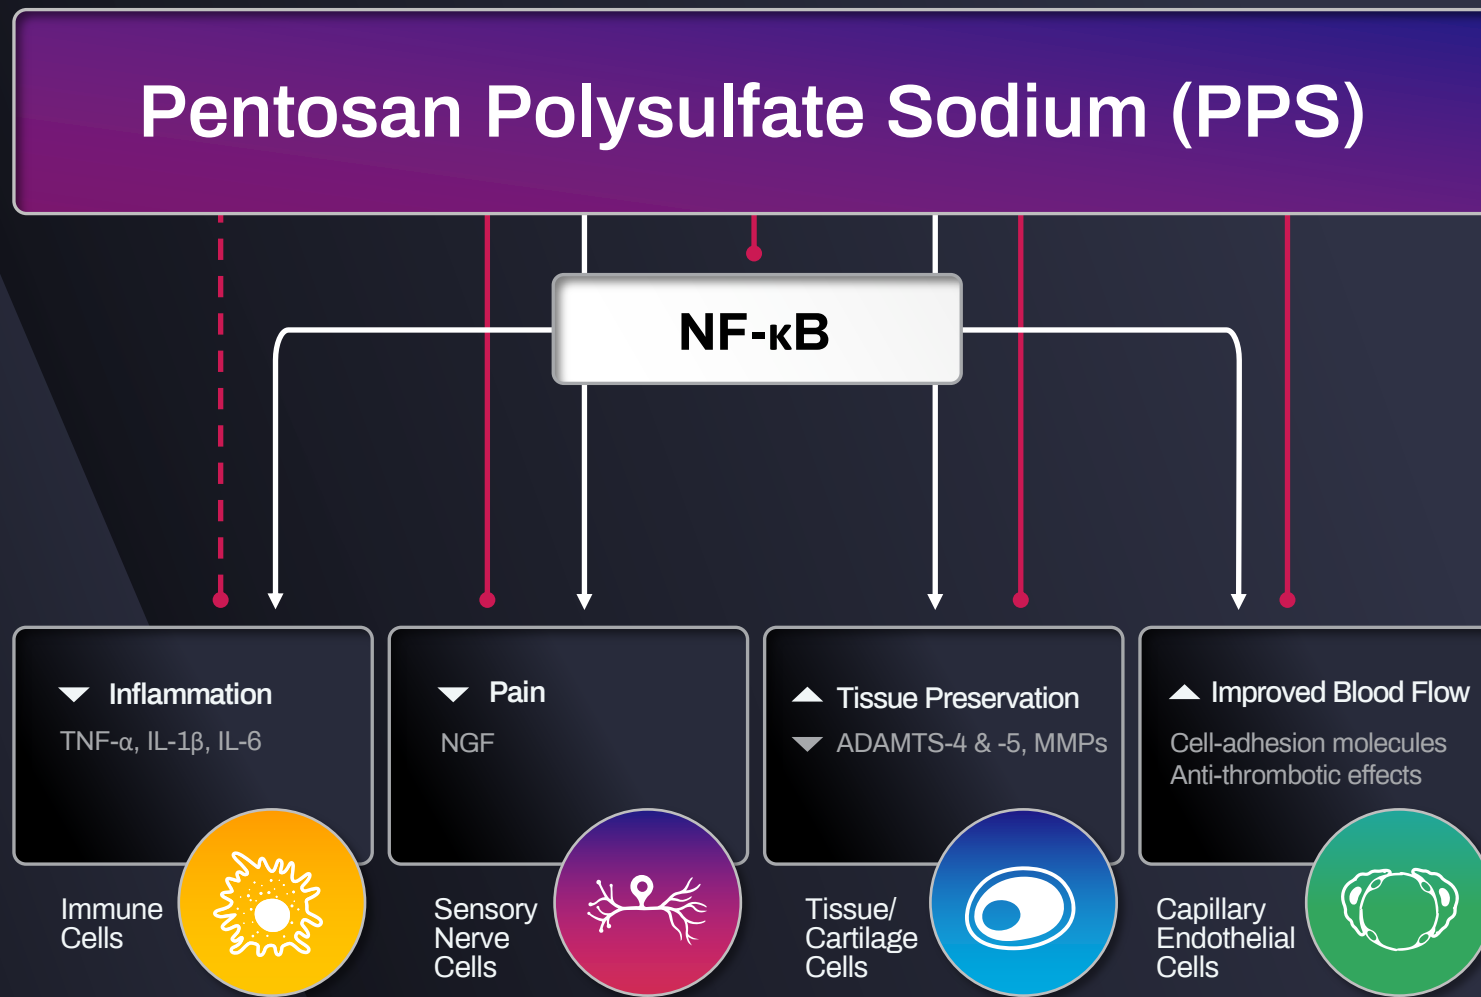 Pentosan Polysulfate Sodium (PPS)
NF-κB
Inflammation
TNF-α, IL-1β, IL-6
Pain
NGF
Tissue Preservation
ADAMTS-4 & -5, MMPs
Improved Blood Flow
Cell-adhesion molecules
Anti-thrombotic effects
Immune
Cells
Sensory
Nerve
Cells
Tissue/
Cartilage
Cells
Capillary
Endothelial
Cells